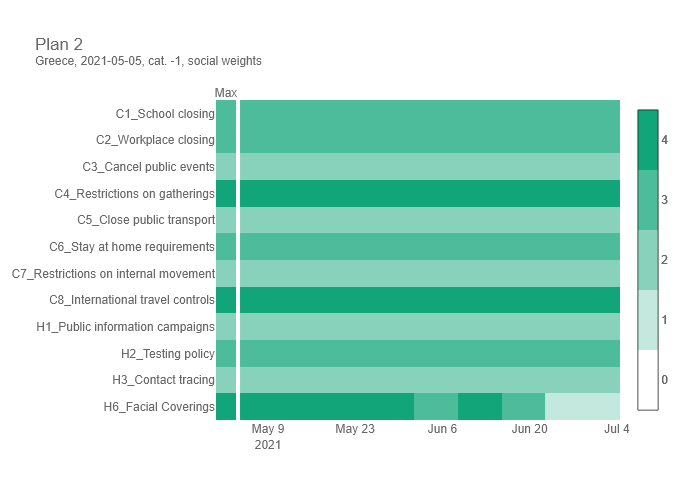 Plan 2
Greece, 2021-05-05, cat. -1, social weights
Max
C1_School closing
C2_Workplace closing
C3_Cancel public events
C4_Restrictions on gatherings
C5_Close public transport
C6_Stay at home requirements
C7_Restrictions on internal movement
C8_International travel controls
H1_Public information campaigns
H2_Testing policy
H3_Contact tracing
H6_Facial Coverings
May 9 May 23 Jun 6 Jun 20 Jul 4
2021
4
3
2
1
0